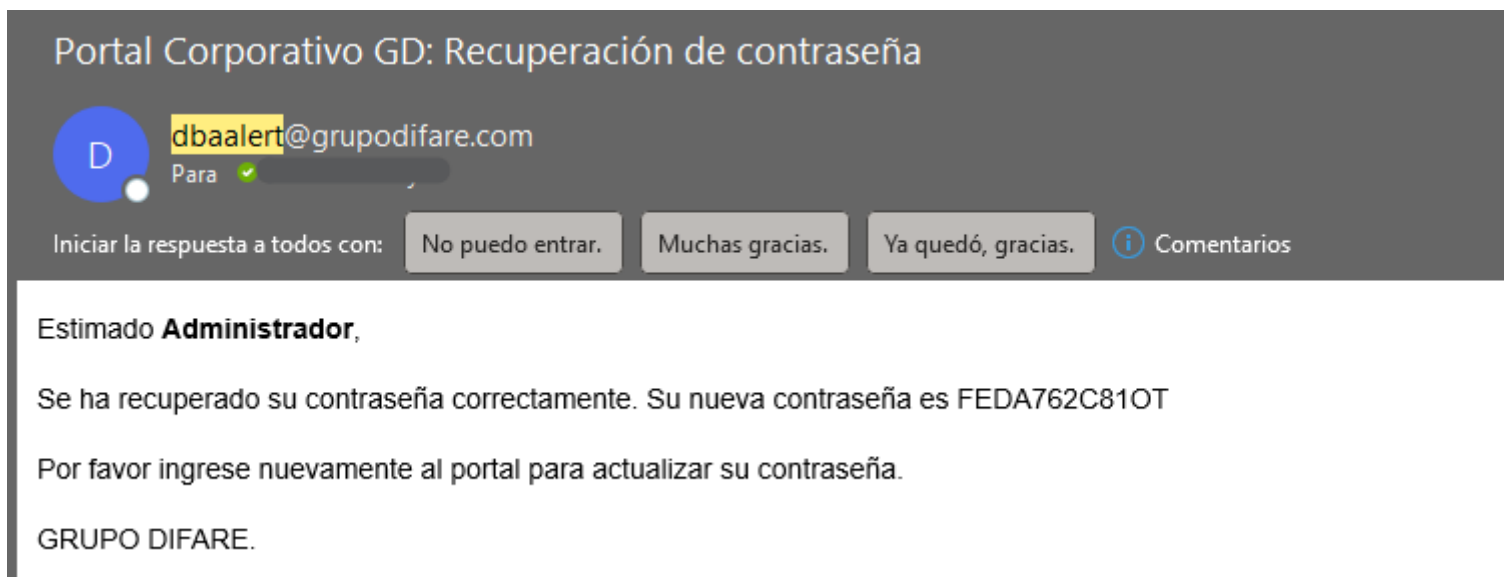 Portal Corporativo GD: Recuperación de contraseña
D
dbaalert@grupodifare.com
Para
Iniciar la respuesta a todos con: No puedo entrar. Muchas gracias. Ya quedó, gracias. Comentarios
Estimado Administrador,
Se ha recuperado su contraseña correctamente. Su nueva contraseña es FEDA762C81OT
Por favor ingrese nuevamente al portal para actualizar su contraseña.
GRUPO DIFARE.